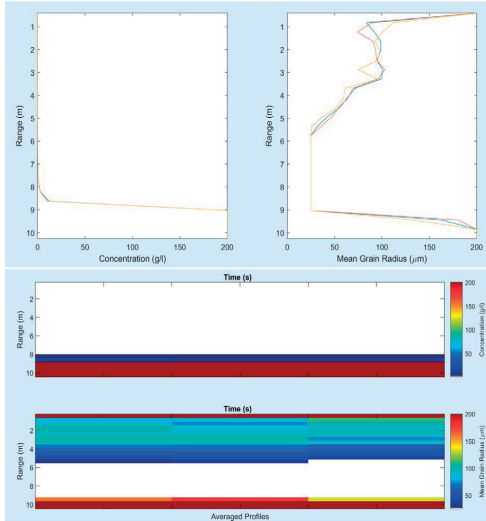 1
2
3
4
5
6
7
8
9
10
Range (m)
0 50 100 150 200
Concentration (g/l)
1
2
3
4
5
6
7
8
9
10
Range (m)
0 50 100 150 200
Mean Grain Radius (μm)
Time (s)
2
4
6
8
10
Range (m)
200
150
100
50
Concentration (g/l)
Time (s)
2
4
6
8
10
Range (m)
200
150
100
50
Mean Grain Radius (μm)
Averaged Profiles